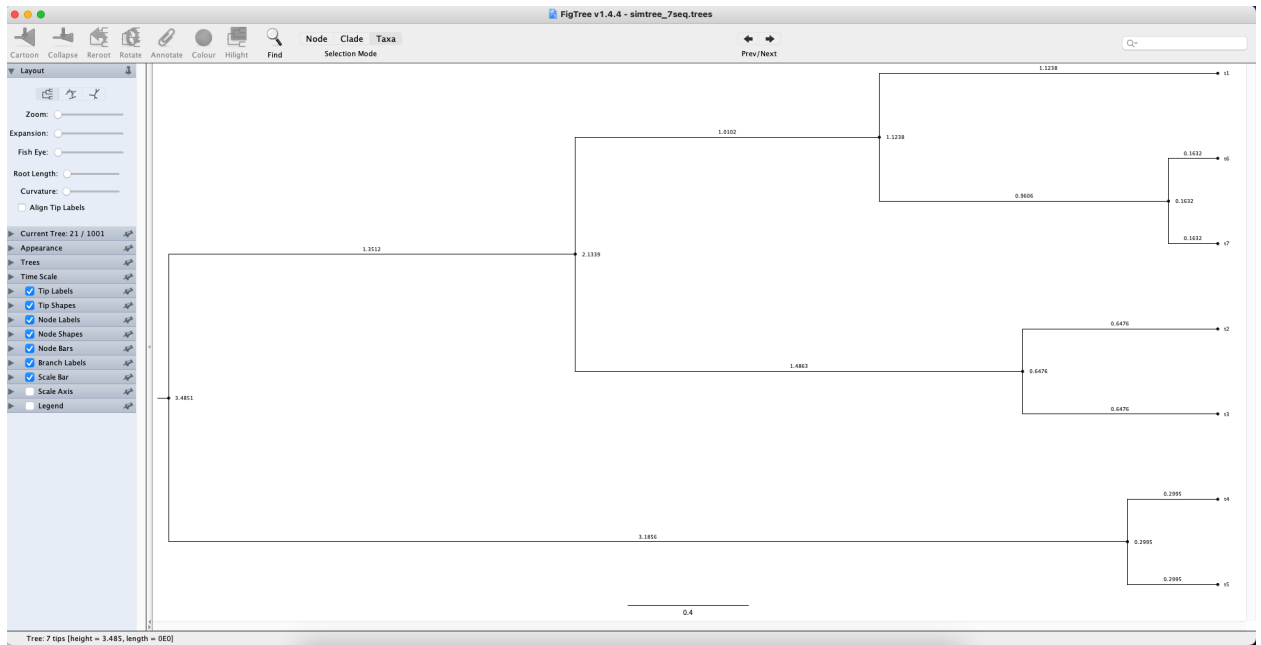 FigTree v1.4.4 - simtree_7seq.trees
Cartoon Collapse Reroot Rotate Annotate Colour Hilight Find
Node Clade Taxa
Selection Mode
Prev/Next
Layout
Zoom:
Expansion:
Fish Eye:
Root Length:
Curvature:
Align Tip Labels
Current Tree: 21 / 1001
Appearance
Trees
Time Scale
Tip Labels
Tip Shapes
Node Labels
Node Shapes
Node Bars
Branch Labels
Scale Bar
Scale Axis
Legend
1.1238
t1
1.0102
1.1238
0.1632
t6
0.9606
0.1632
0.1632
t7
1.3512
2.1339
0.6476
t2
1.4863
0.6476
0.6476
t3
3.4851
0.2995
t4
3.1856
0.2995
0.2995
t5
0.4
Tree: 7 tips [height = 3.485, length = 0E0]